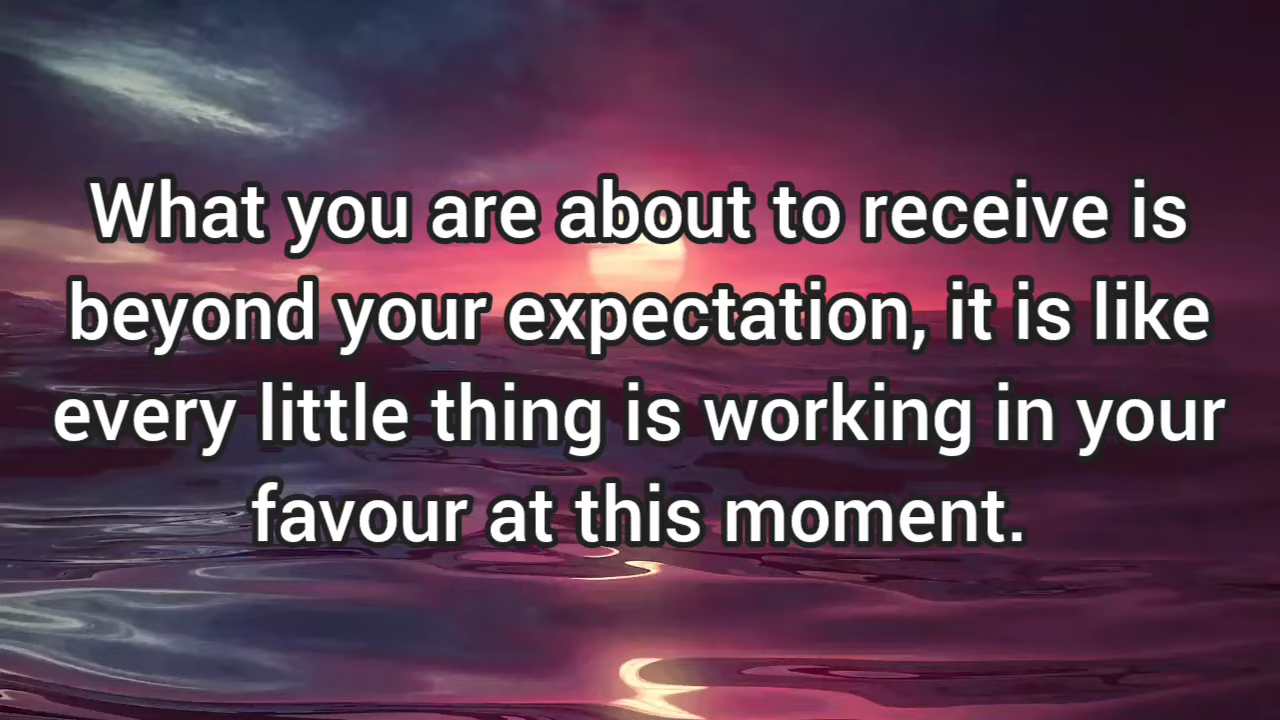 What you are about to receive is
beyond your expectation, it is like
every little thing is working in your
favour at this moment.